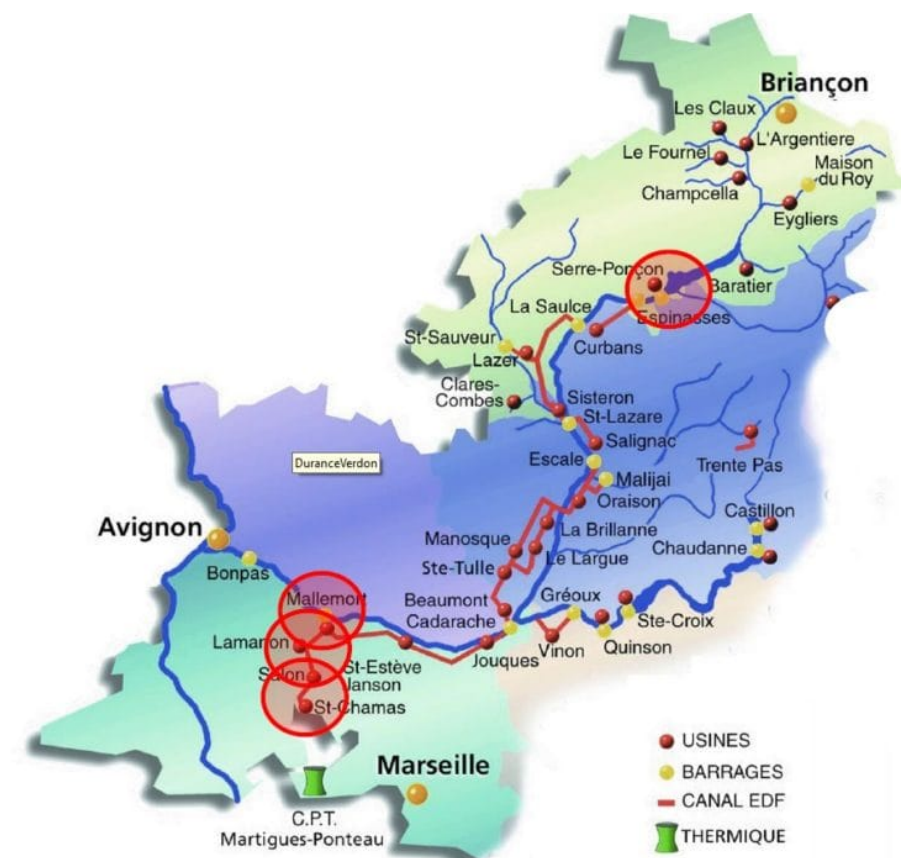 Briançon
Les Claux
L'Argentiere
Le Fournel
Maison
du Roy
Champcella
Eygliers
Serre-Ponçon
Baratier
La Saulce
Espinasses
St-Sauveur
Curbans
Lazer
Clares-
Combes
Sisteron
St-Lazare
Salignac
DuranceVerdon
Escale
Trente Pas
Malijai
Oraison
Castillon
Avignon
La Brillanne
Manosque
Chaudanne
Le Largue
Ste-Tulle
Bonpas
Mallemort
Beaumont
Gréoux
Cadarache
Ste-Croix
Lamanon
Jouques
Vinon
Quinson
St-Estève
Janson
Salon
St-Chamas
USINES
Marseille
BARRAGES
CANAL EDF
C.P.T.
Martigues-Ponteau
THERMIQUE